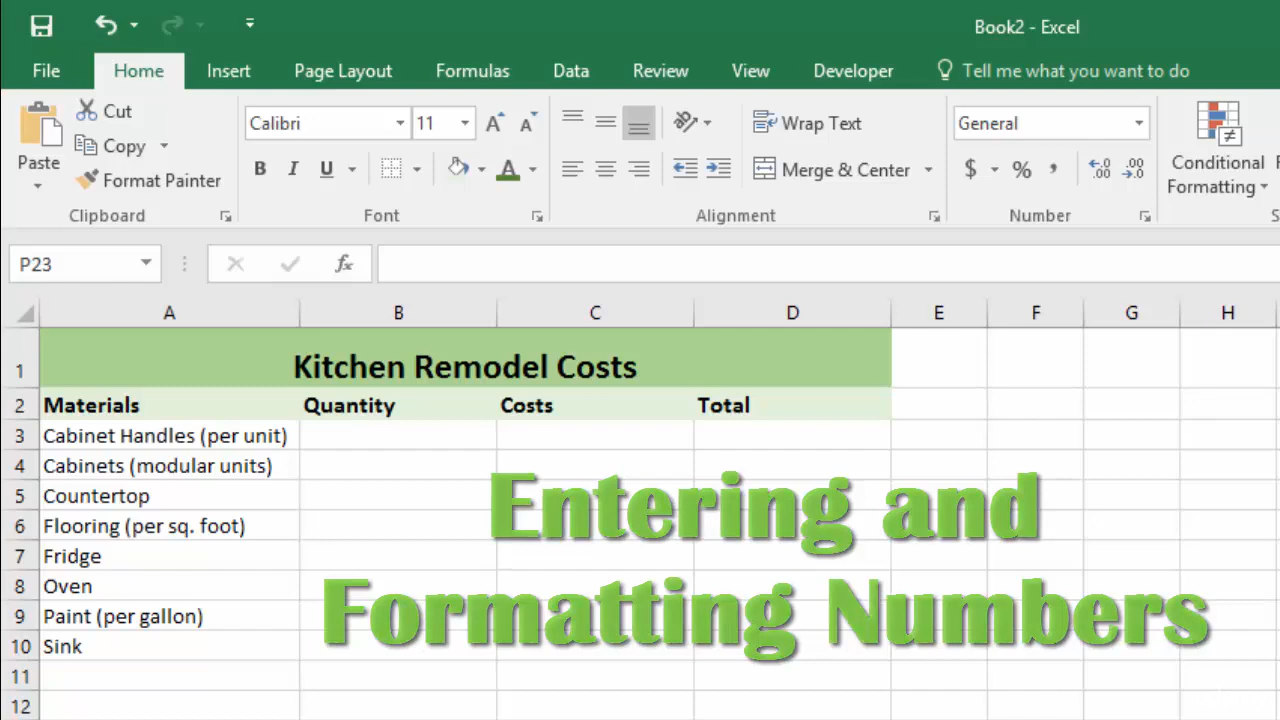 Book2 - Excel
File Home Insert Page Layout Formulas Data Review View Developer Tell me what you want to do
Paste
Cut
Copy
Format Painter
Clipboard
Calibri 11 A A
B I U A
Font
Wrap Text
Merge & Center
Alignment
General
$ % , .0 .00 .00 .0
Number
Conditional
Formatting
P23 fx
A B C D E F G H
1 Kitchen Remodel Costs
2 Materials Quantity Costs Total
3 Cabinet Handles (per unit)
4 Cabinets (modular units)
5 Countertop
6 Flooring (per sq. foot)
7 Fridge
8 Oven
9 Paint (per gallon)
10 Sink
11
12
Entering and
Formatting Numbers